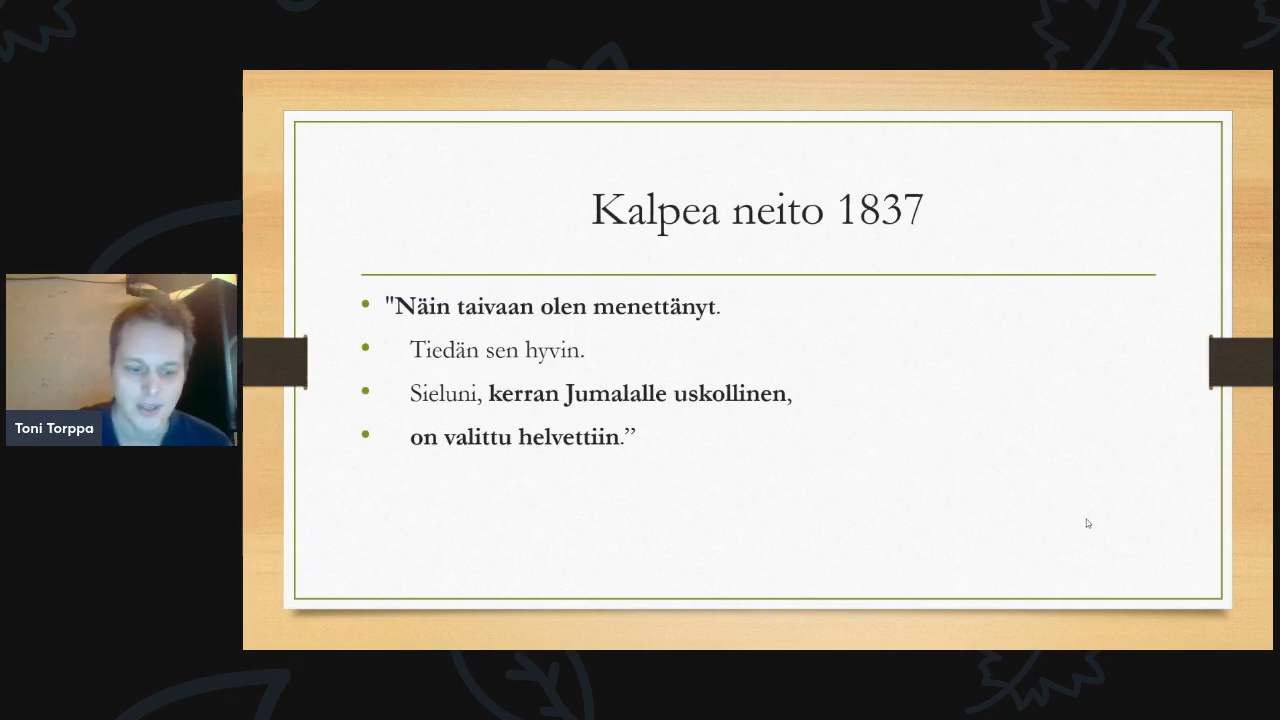 Kalpea neito 1837
"Näin taivaan olen menettänyt.
Tiedän sen hyvin.
Sieluni, kerran Jumalalle uskollinen,
on valittu helvettiin.”
Toni Torppa